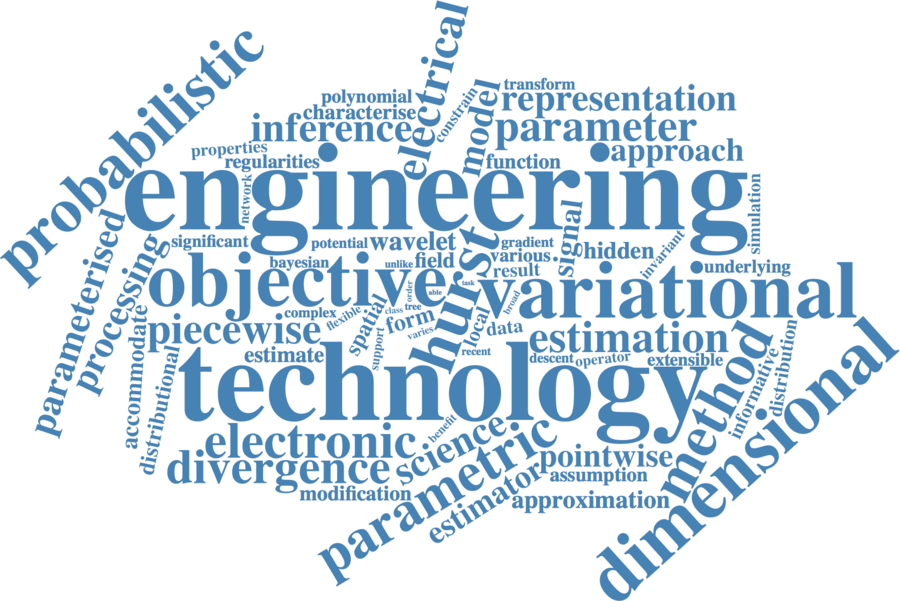 probabilistic
electrical
transform
polynomial
constrain
model
representation
characterise
inference
parameter
properties
regularities
function
approach
engineering
network
simulation
parameterised
processing
significant
potential
wavelet
gradient
signal
hidden
invariant
various
bayesian
unlike
field
result
underlying
objective
hurst
task
variational
order
able
broad
accommodate
piecewise
complex
flexible
spatial
class
tree
form
varies
local
data
estimation
support
estimate
recent
descent
operator
extensible
technology
method
informative
distribution
dimensional
distributional
electronic
benefit
science
divergence
modification
parametric
estimator
pointwise
assumption
approximation